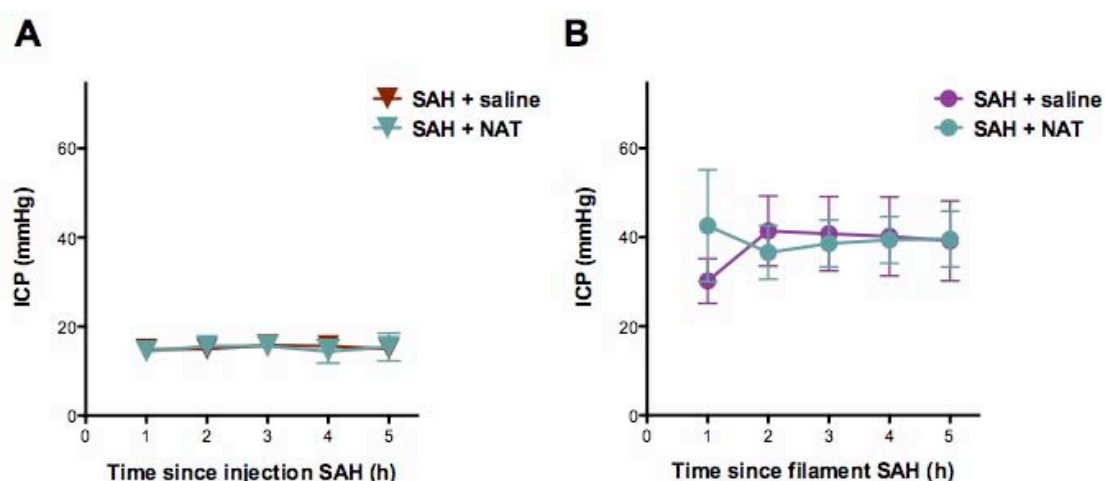 A
SAH + saline
SAH + NAT
60
40
20
0
ICP (mmHg)
0 1 2 3 4 5
Time since injection SAH (h)
B
SAH + saline
SAH + NAT
60
40
20
0
ICP (mmHg)
0 1 2 3 4 5
Time since filament SAH (h)